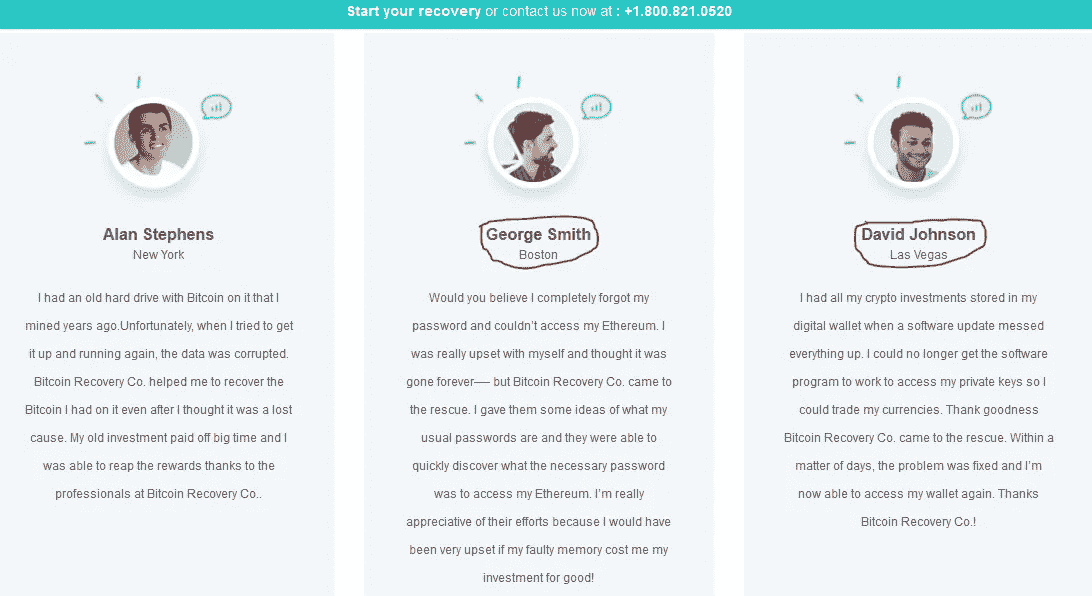 Start your recovery or contact us now at : +1.800.821.0520
Alan Stephens
New York
I had an old hard drive with Bitcoin on it that I
mined years ago.Unfortunately, when I tried to get
it up and running again, the data was corrupted.
Bitcoin Recovery Co. helped me to recover the
Bitcoin I had on it even after I thought it was a lost
cause. My old investment paid off big time and I
was able to reap the rewards thanks to the
professionals at Bitcoin Recovery Co..
George Smith
Boston
Would you believe I completely forgot my
password and couldn't access my Ethereum. I
was really upset with myself and thought it was
gone forever—– but Bitcoin Recovery Co. came to
the rescue. I gave them some ideas of what my
usual passwords are and they were able to
quickly discover what the necessary password
was to access my Ethereum. I'm really
appreciative of their efforts because I would have
been very upset if my faulty memory cost me my
investment for good!
David Johnson
Las Vegas
I had all my crypto investments stored in my
digital wallet when a software update messed
everything up. I could no longer get the software
program to work to access my private keys so I
could trade my currencies. Thank goodness
Bitcoin Recovery Co. came to the rescue. Within a
matter of days, the problem was fixed and I'm
now able to access my wallet again. Thanks
Bitcoin Recovery Co.!